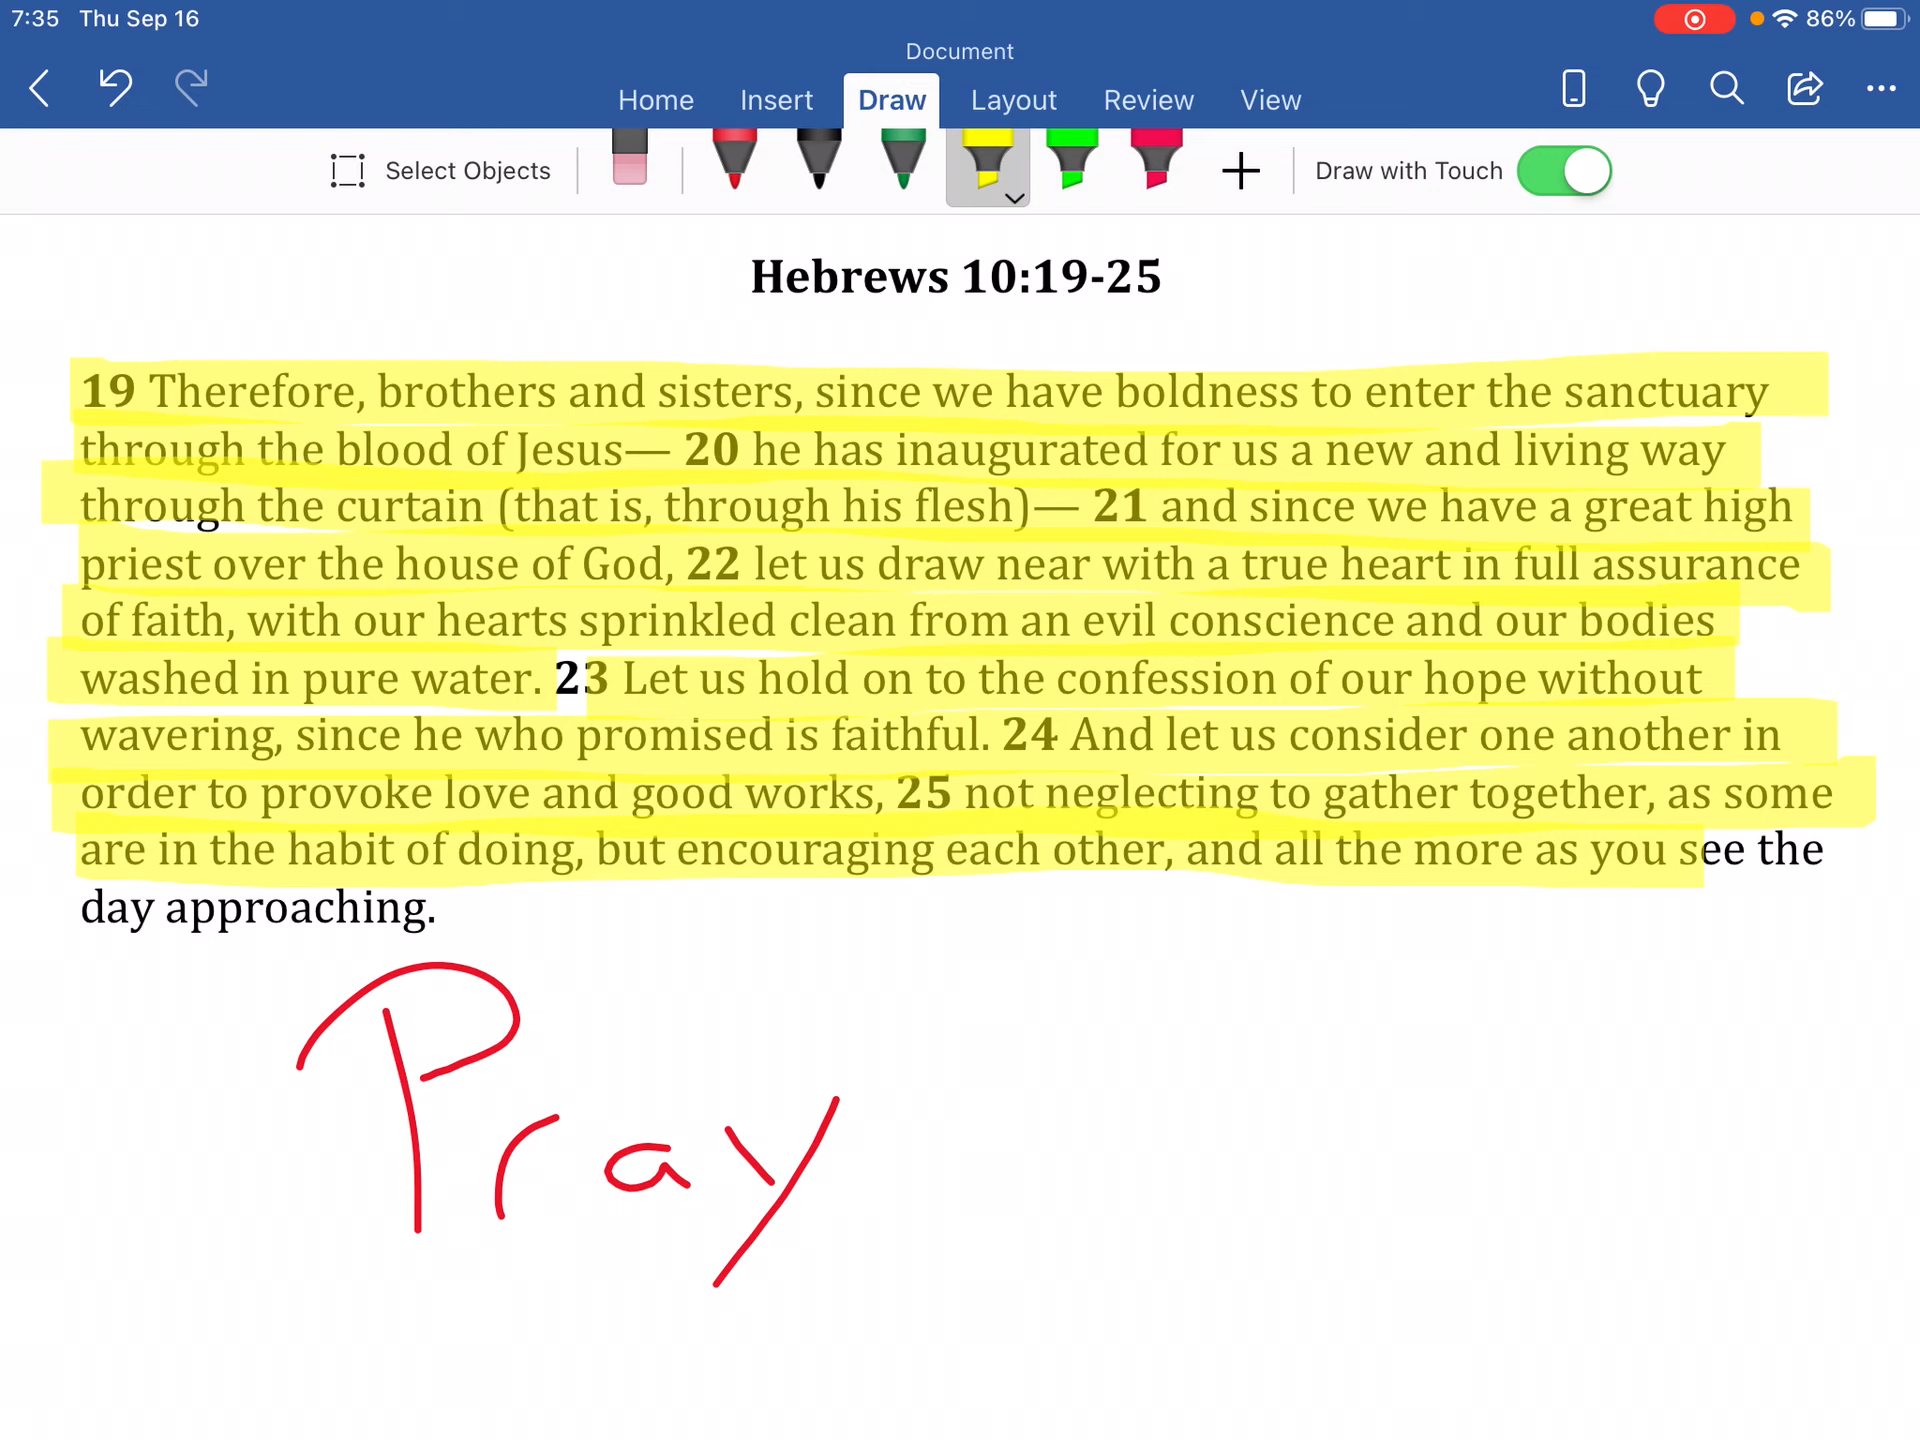 7:35 Thu Sep 16 86%
Document
Home Insert Draw Layout Review View
Select Objects Draw with Touch
Hebrews 10:19-25
19 Therefore, brothers and sisters, since we have boldness to enter the sanctuary
through the blood of Jesus— 20 he has inaugurated for us a new and living way
through the curtain (that is, through his flesh)— 21 and since we have a great high
priest over the house of God, 22 let us draw near with a true heart in full assurance
of faith, with our hearts sprinkled clean from an evil conscience and our bodies
washed in pure water. 23 Let us hold on to the confession of our hope without
wavering, since he who promised is faithful. 24 And let us consider one another in
order to provoke love and good works, 25 not neglecting to gather together, as some
are in the habit of doing, but encouraging each other, and all the more as you see the
day approaching.
Pray